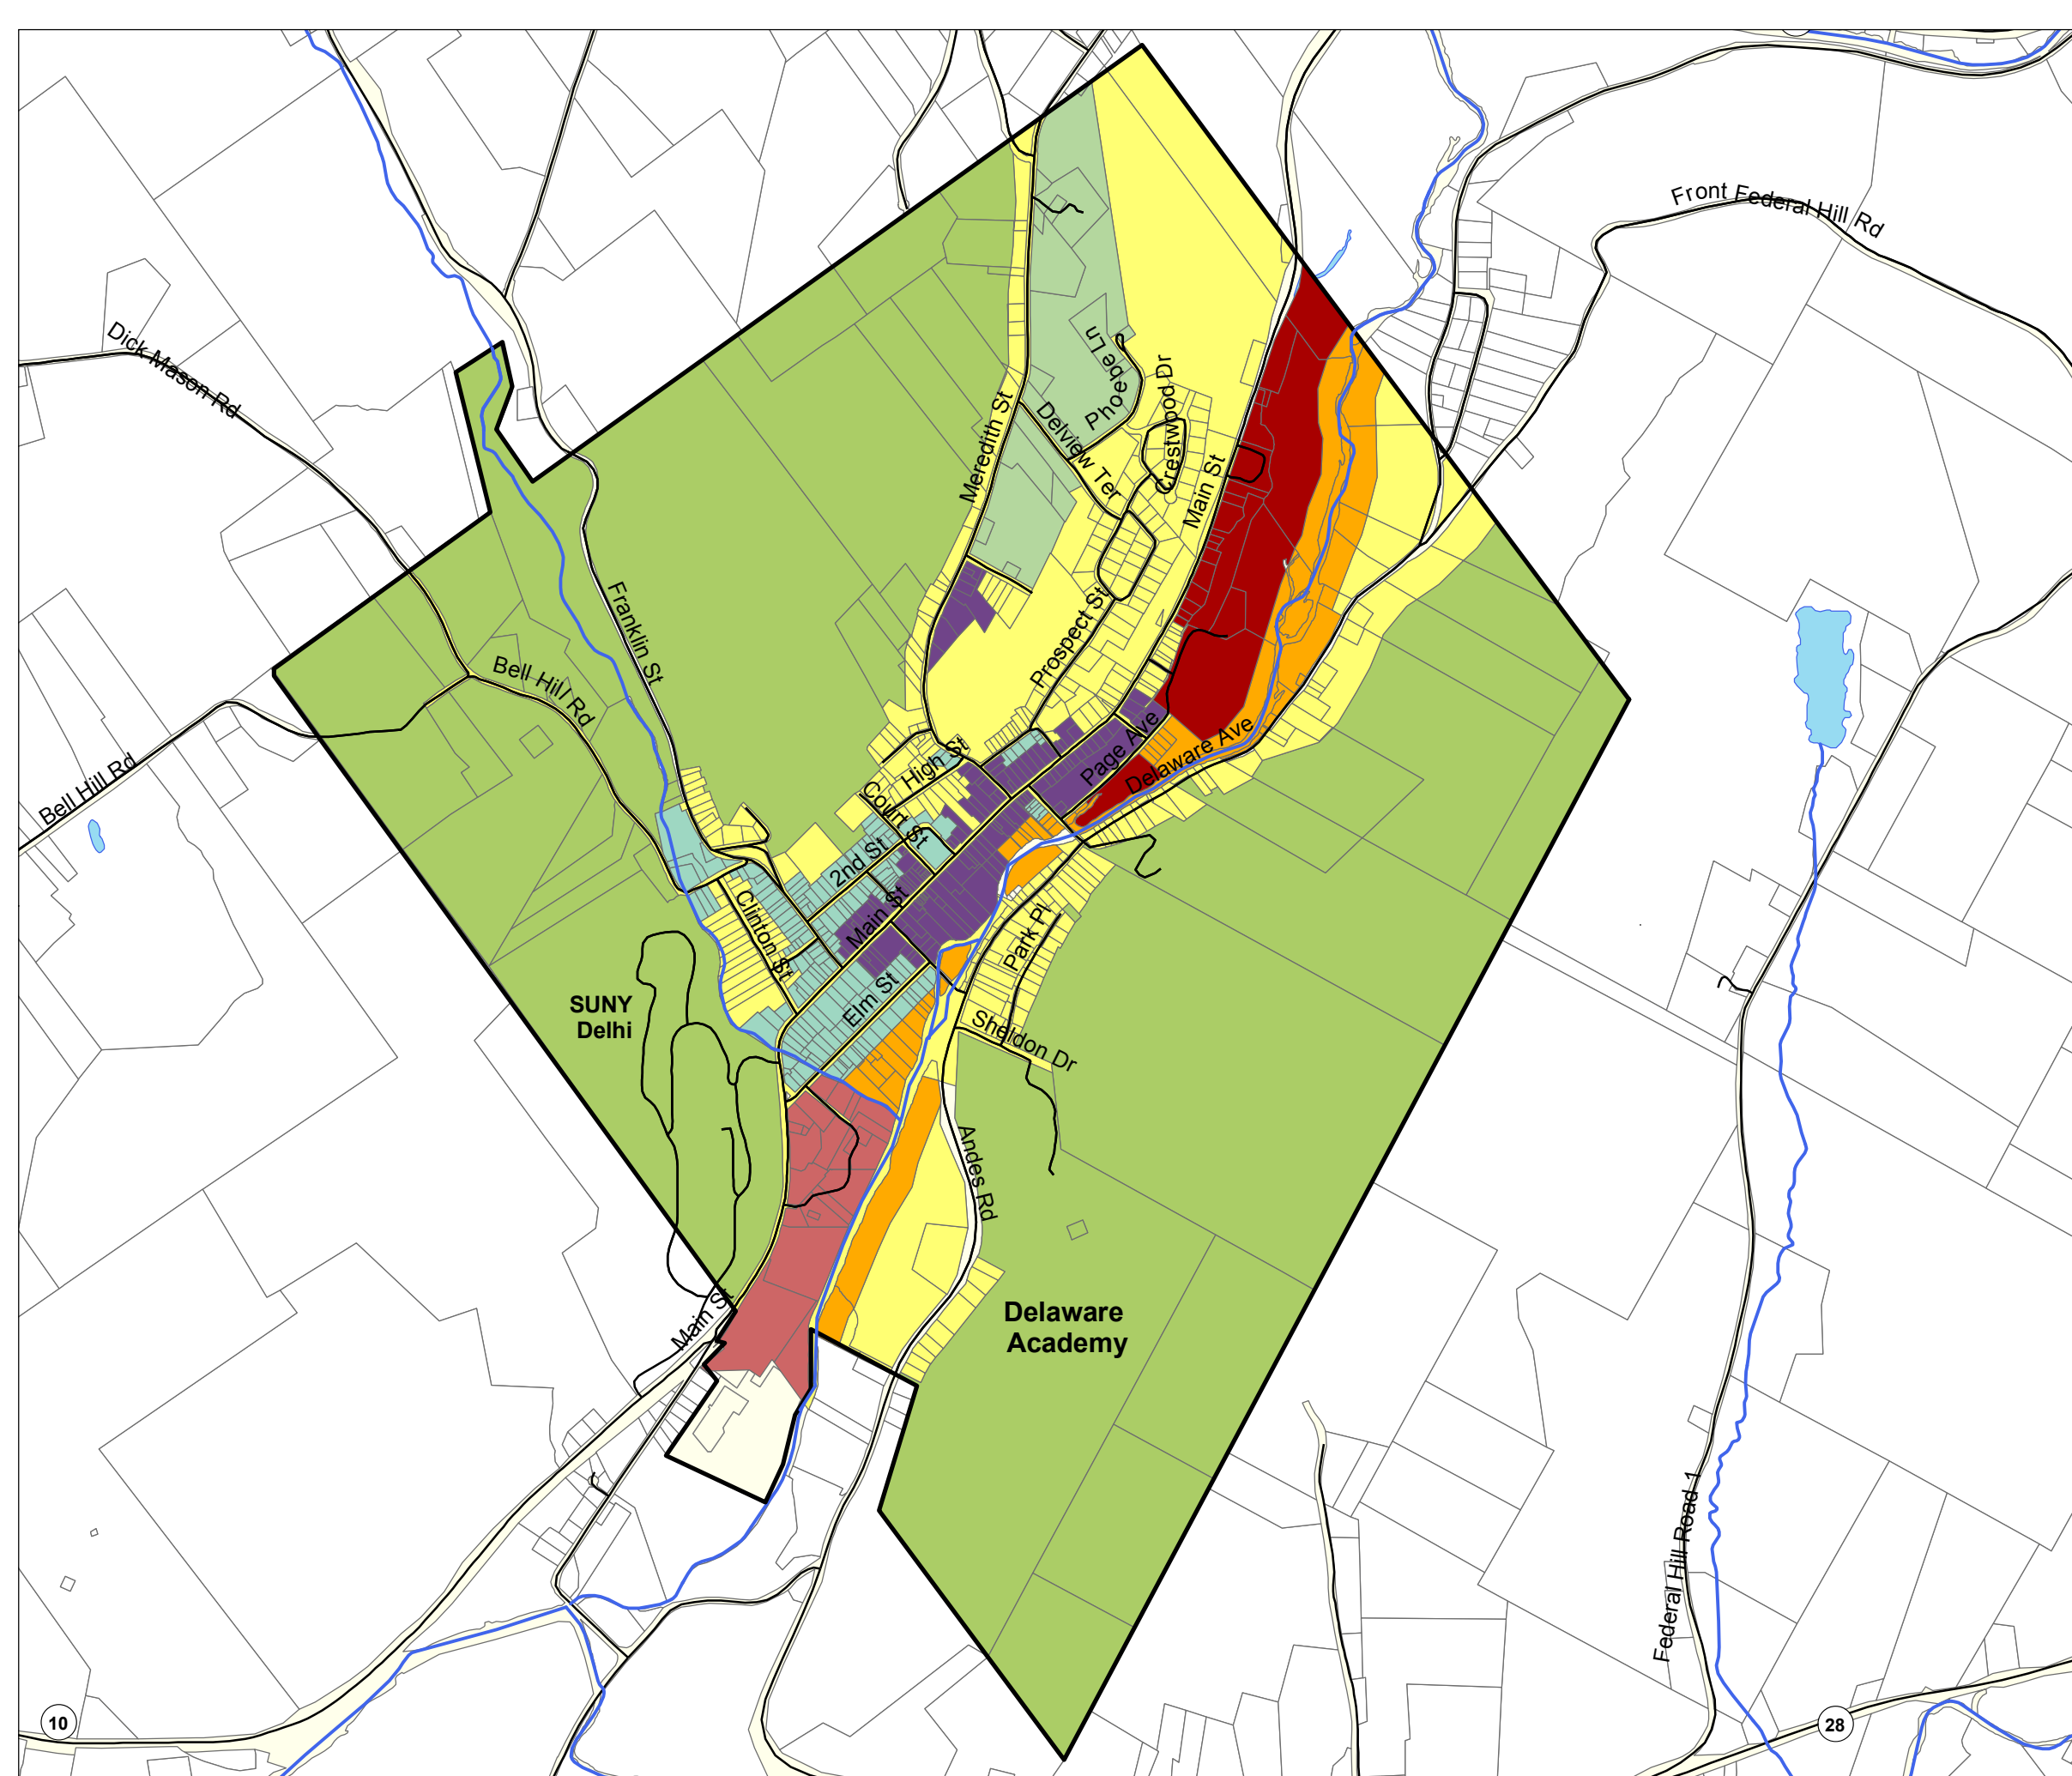 Front Federal Hill Rd
Dick Mason Rd
Phoebe Ln
Crestwood Dr
Meredith St
Delview Ter
Main St
Franklin St
Prospect St
Bell Hill Rd
Bell Hill Rd
Page Ave
Delaware Ave
High St
Court St
2nd St
Clinton St
Main St
Park Pl
Elm St
SUNY
Delhi
Sheldon Dr
Andes Rd
Main St
Delaware
Academy
Federal Hill Road 1
10
28